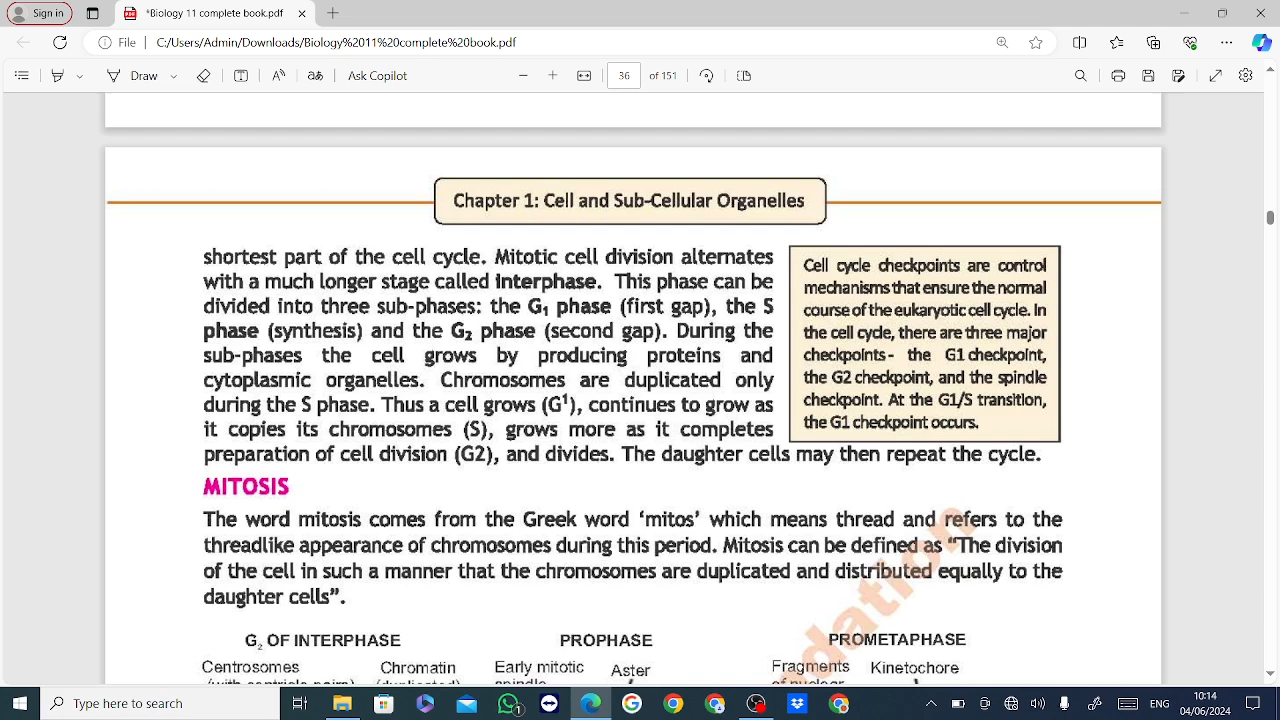 Sign in
*Biology 11 complete book.pdf
File
C:/Users/Admin/Downloads/Biology%2011%20complete%20book.pdf
Draw
Ask Copilot
36
of 151
Chapter 1: Cell and Sub-Cellular Organelles
shortest part of the cell cycle. Mitotic cell division alternates
with a much longer stage called interphase. This phase can be
divided into three sub-phases: the G₁ phase (first gap), the S
phase (synthesis) and the G₂ phase (second gap). During the
sub-phases the cell grows by producing proteins and
cytoplasmic organelles. Chromosomes are duplicated only
during the S phase. Thus a cell grows (G¹), continues to grow as
it copies its chromosomes (S), grows more as it completes
preparation of cell division (G2), and divides. The daughter cells may then repeat the cycle.
Cell cycle checkpoints are control
mechanisms that ensure the normal
course of the eukaryotic cell cycle. In
the cell cycle, there are three major
checkpoints- the G1 checkpoint,
the G2 checkpoint, and the spindle
checkpoint. At the G1/S transition,
the G1 checkpoint occurs.
MITOSIS
The word mitosis comes from the Greek word ‘mitos’ which means thread and refers to the
threadlike appearance of chromosomes during this period. Mitosis can be defined as “The division
of the cell in such a manner that the chromosomes are duplicated and distributed equally to the
daughter cells”.
G₂ OF INTERPHASE
PROPHASE
PROMETAPHASE
Centrosomes
(with centriole pairs)
Chromatin
(duplicated)
Early mitotic
spindle
Aster
Fragments
of nuclear
Kinetochore
Type here to search
ENG
10:14
04/06/2024